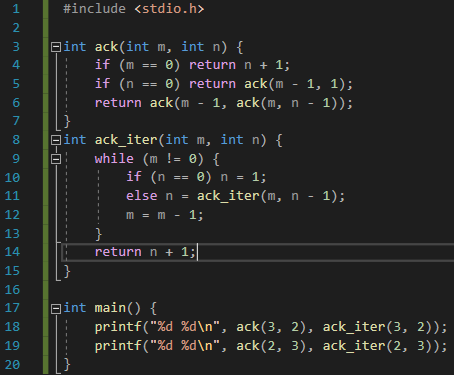 1 #include <stdio.h>
2
3 int ack(int m, int n) {
4 if (m == 0) return n + 1;
5 if (n == 0) return ack(m - 1, 1);
6 return ack(m - 1, ack(m, n - 1));
7 }
8 int ack_iter(int m, int n) {
9 while (m != 0) {
10 if (n == 0) n = 1;
11 else n = ack_iter(m, n - 1);
12 m = m - 1;
13 }
14 return n + 1;
15 }
16
17 int main() {
18 printf("%d %d\n", ack(3, 2), ack_iter(3, 2));
19 printf("%d %d\n", ack(2, 3), ack_iter(2, 3));
20 }